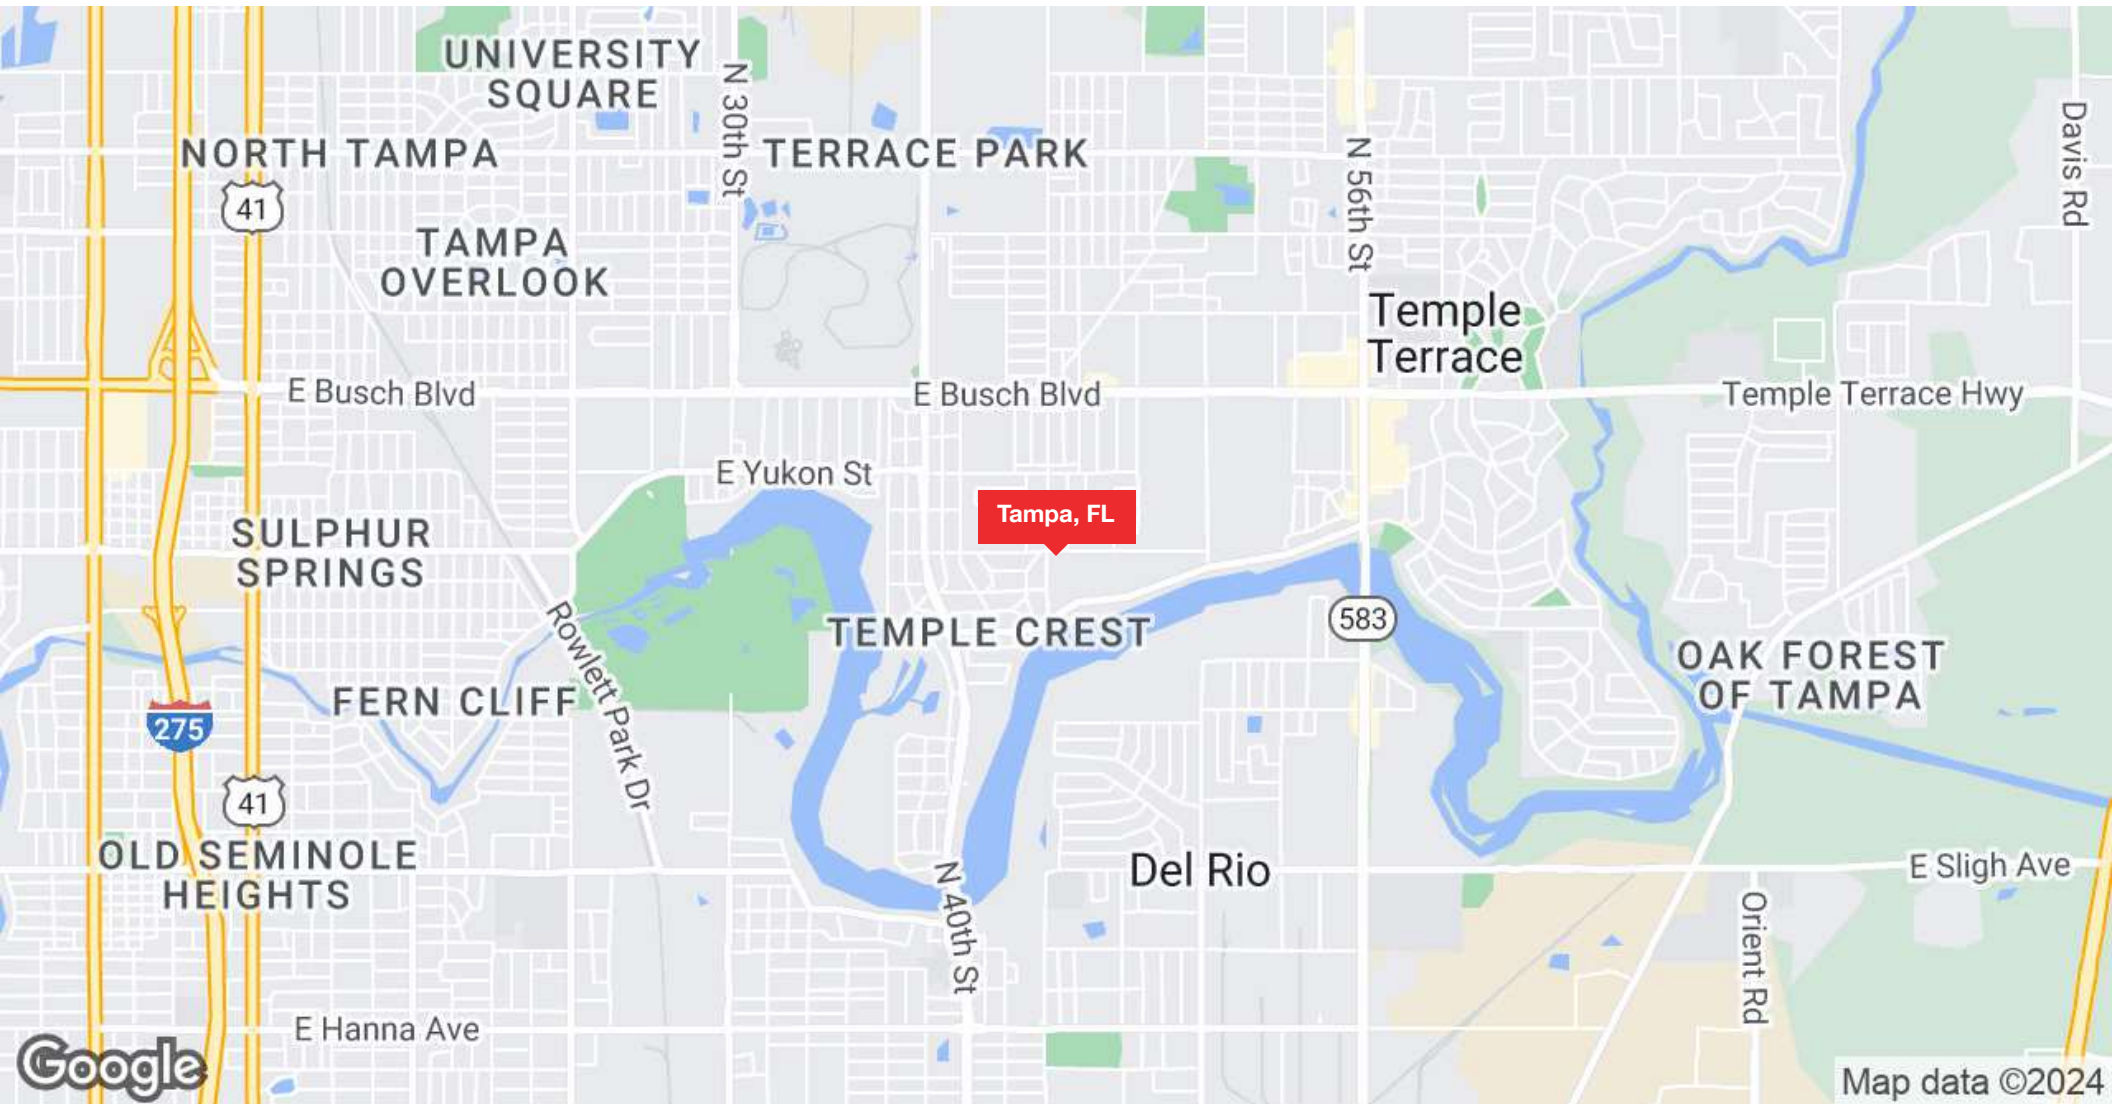 UNIVERSITY
SQUARE
N 30th St
NORTH TAMPA
TERRACE PARK
N 56th St
Davis Rd
41
TAMPA
OVERLOOK
Temple
Terrace
E Busch Blvd
E Busch Blvd
Temple Terrace Hwy
E Yukon St
Tampa, FL
SULPHUR
SPRINGS
Rowlett Park Dr
TEMPLE CREST
583
OAK FOREST
OF TAMPA
FERN CLIFF
275
41
OLD SEMINOLE
HEIGHTS
N 40th St
Del Rio
E Sligh Ave
Orient Rd
E Hanna Ave
Google
Map data ©2024